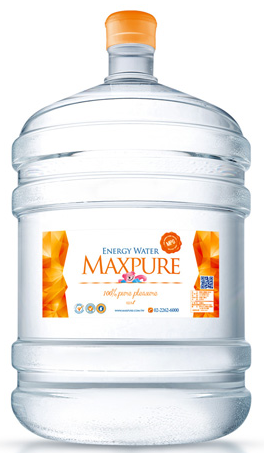 ENERGY WATER
MAXPURE
100% pure pleasure
02-2262-6000